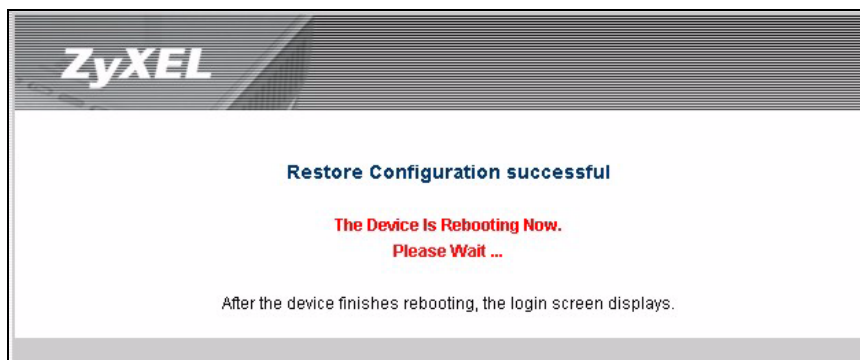 ZyXEL
Restore Configuration successful
The Device Is Rebooting Now.
Please Wait ...
After the device finishes rebooting, the login screen displays.